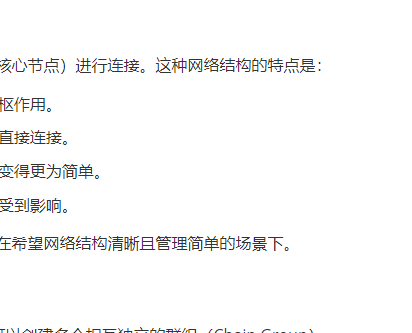 核心节点）进行连接。这种网络结构的特点是：
枢作用。
直接连接。
变得更为简单。
受到影响。
在希望网络结构清晰且管理简单的场景下。